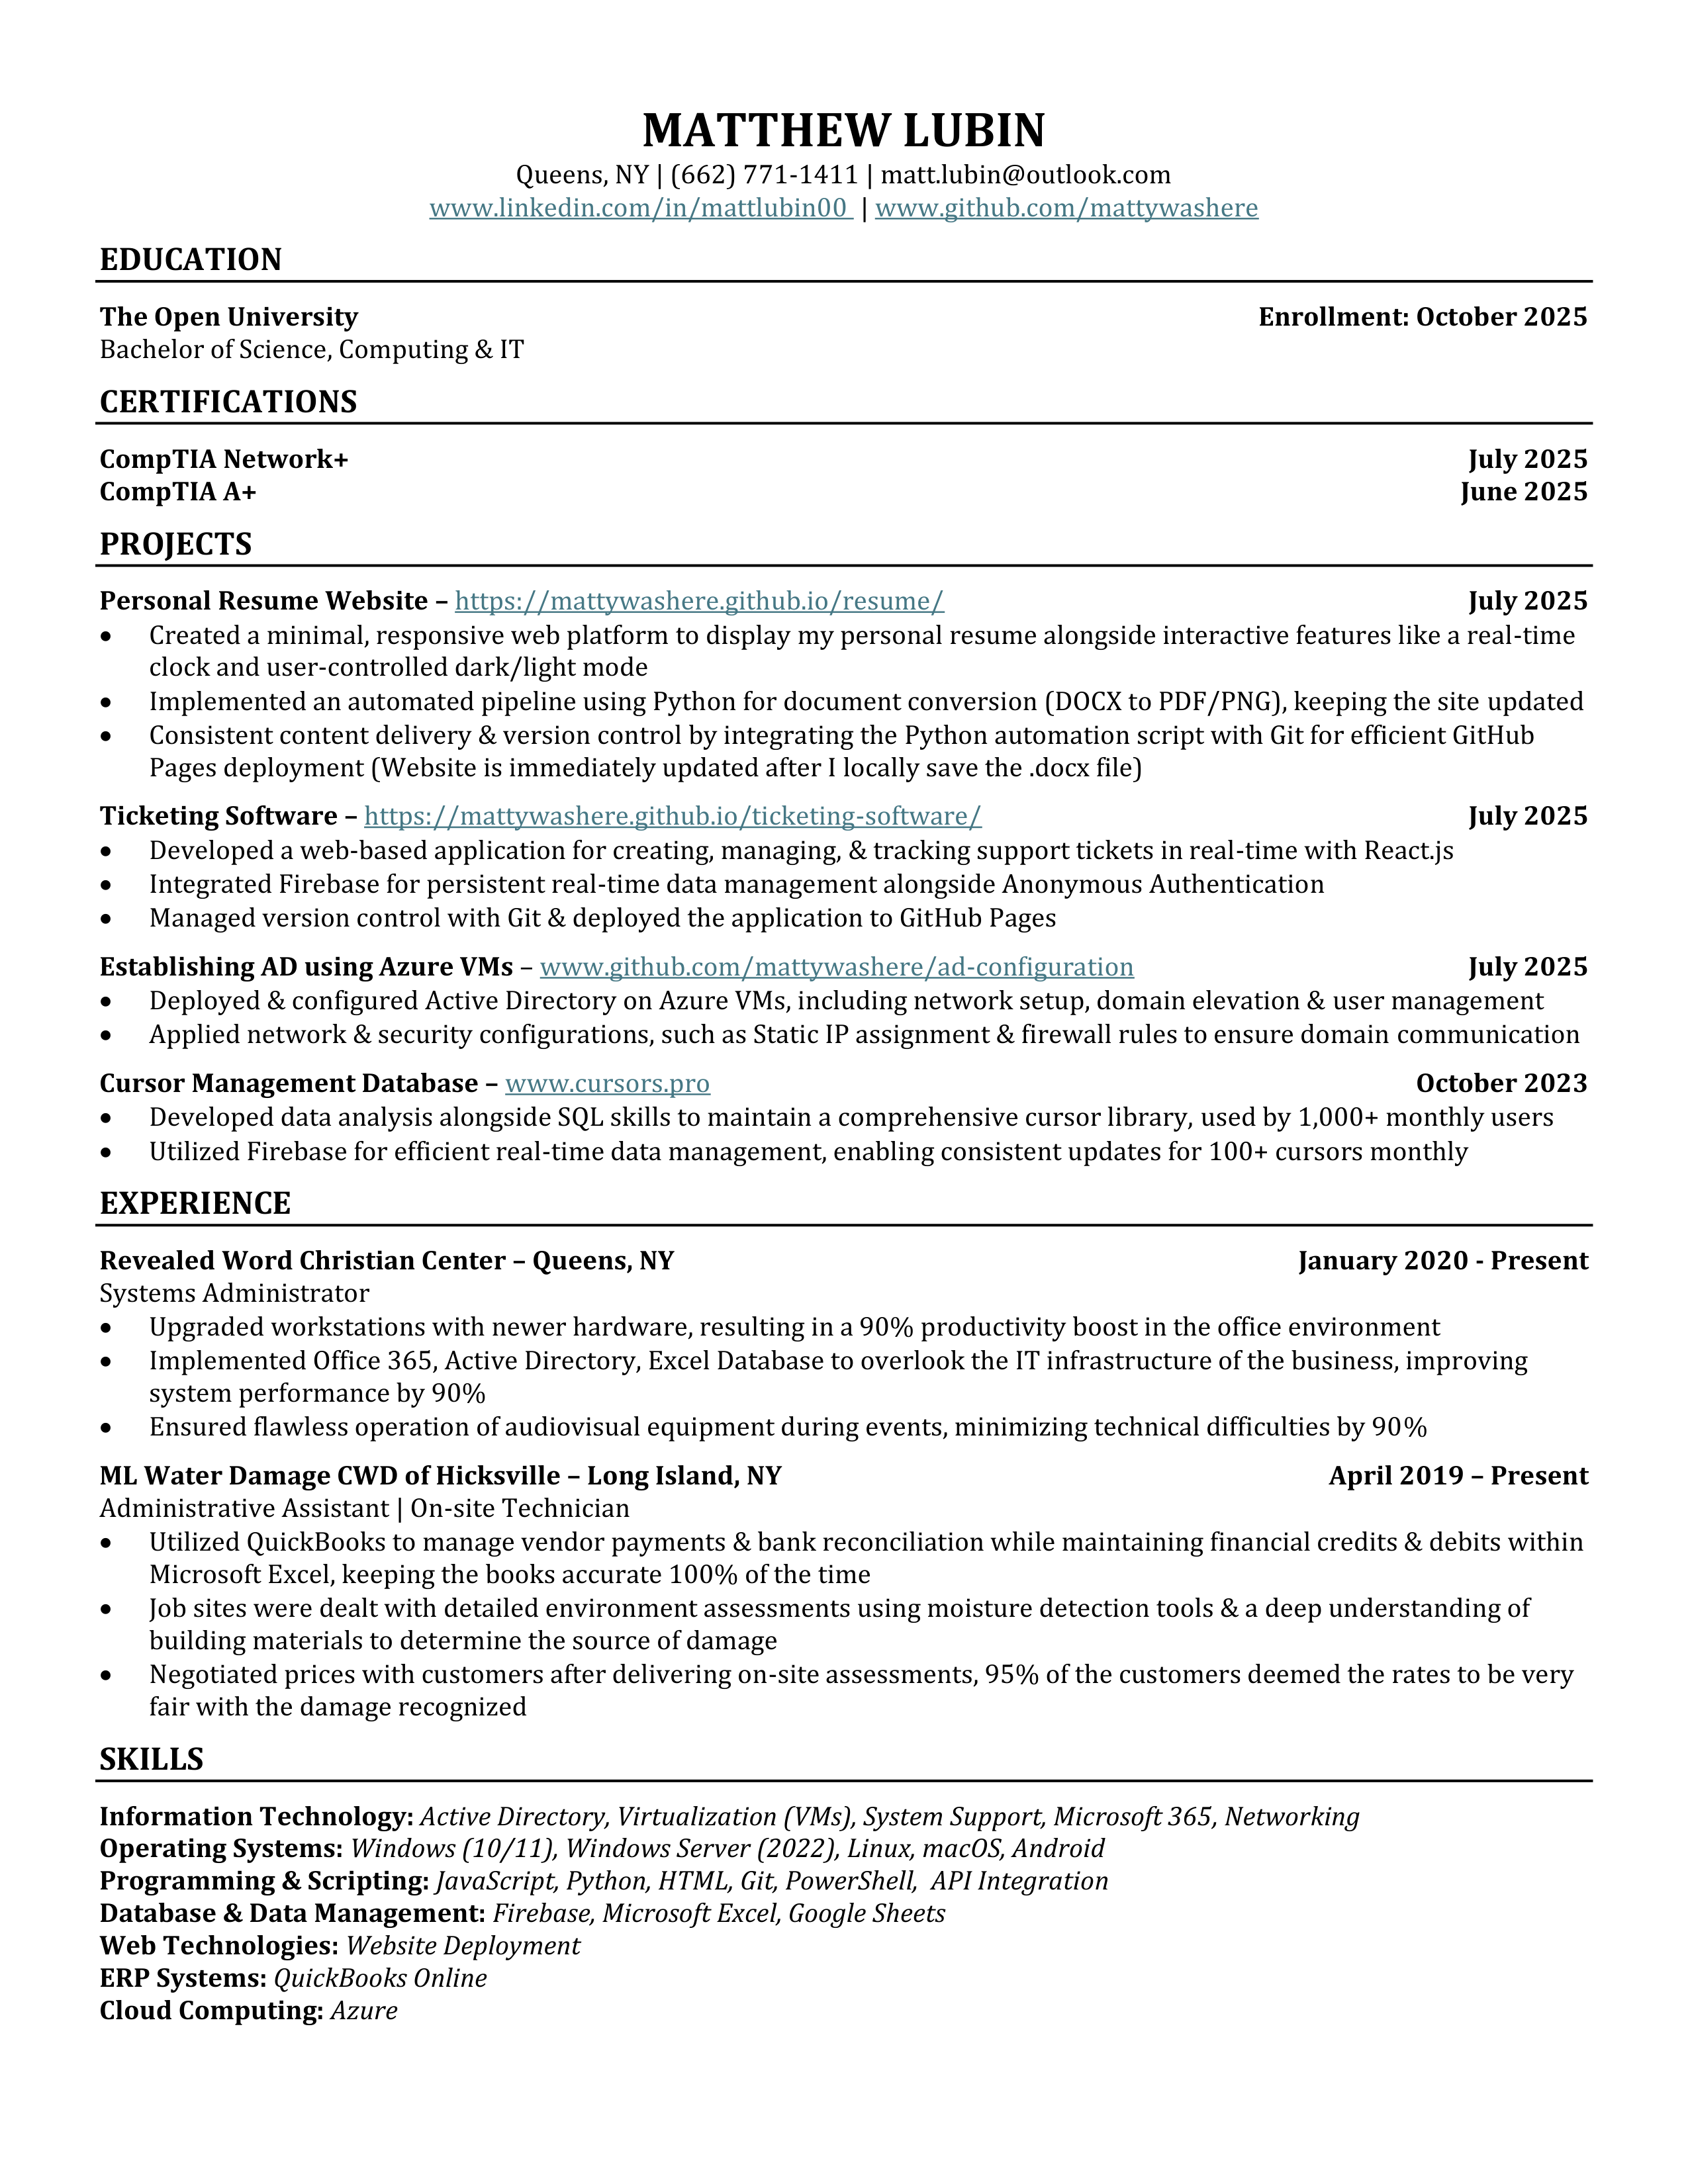 MATTHEW LUBIN
Queens, NY | (662) 771-1411 | matt.lubin@outlook.com
www.linkedin.com/in/mattlubin00 | www.github.com/mattywashere
EDUCATION
The Open University Enrollment: October 2025
Bachelor of Science, Computing & IT
CERTIFICATIONS
CompTIA Network+ July 2025
CompTIA A+ June 2025
PROJECTS
Personal Resume Website – https://mattywashere.github.io/resume/ July 2025
• Created a minimal, responsive web platform to display my personal resume alongside interactive features like a real-time
clock and user-controlled dark/light mode
• Implemented an automated pipeline using Python for document conversion (DOCX to PDF/PNG), keeping the site updated
• Consistent content delivery & version control by integrating the Python automation script with Git for efficient GitHub
Pages deployment (Website is immediately updated after I locally save the .docx file)
Ticketing Software – https://mattywashere.github.io/ticketing-software/ July 2025
• Developed a web-based application for creating, managing, & tracking support tickets in real-time with React.js
• Integrated Firebase for persistent real-time data management alongside Anonymous Authentication
• Managed version control with Git & deployed the application to GitHub Pages
Establishing AD using Azure VMs – www.github.com/mattywashere/ad-configuration July 2025
• Deployed & configured Active Directory on Azure VMs, including network setup, domain elevation & user management
• Applied network & security configurations, such as Static IP assignment & firewall rules to ensure domain communication
Cursor Management Database – www.cursors.pro October 2023
• Developed data analysis alongside SQL skills to maintain a comprehensive cursor library, used by 1,000+ monthly users
• Utilized Firebase for efficient real-time data management, enabling consistent updates for 100+ cursors monthly
EXPERIENCE
Revealed Word Christian Center – Queens, NY January 2020 - Present
Systems Administrator
• Upgraded workstations with newer hardware, resulting in a 90% productivity boost in the office environment
• Implemented Office 365, Active Directory, Excel Database to overlook the IT infrastructure of the business, improving
system performance by 90%
• Ensured flawless operation of audiovisual equipment during events, minimizing technical difficulties by 90%
ML Water Damage CWD of Hicksville – Long Island, NY April 2019 – Present
Administrative Assistant | On-site Technician
• Utilized QuickBooks to manage vendor payments & bank reconciliation while maintaining financial credits & debits within
Microsoft Excel, keeping the books accurate 100% of the time
• Job sites were dealt with detailed environment assessments using moisture detection tools & a deep understanding of
building materials to determine the source of damage
• Negotiated prices with customers after delivering on-site assessments, 95% of the customers deemed the rates to be very
fair with the damage recognized
SKILLS
Information Technology: Active Directory, Virtualization (VMs), System Support, Microsoft 365, Networking
Operating Systems: Windows (10/11), Windows Server (2022), Linux, macOS, Android
Programming & Scripting: JavaScript, Python, HTML, Git, PowerShell, API Integration
Database & Data Management: Firebase, Microsoft Excel, Google Sheets
Web Technologies: Website Deployment
ERP Systems: QuickBooks Online
Cloud Computing: Azure